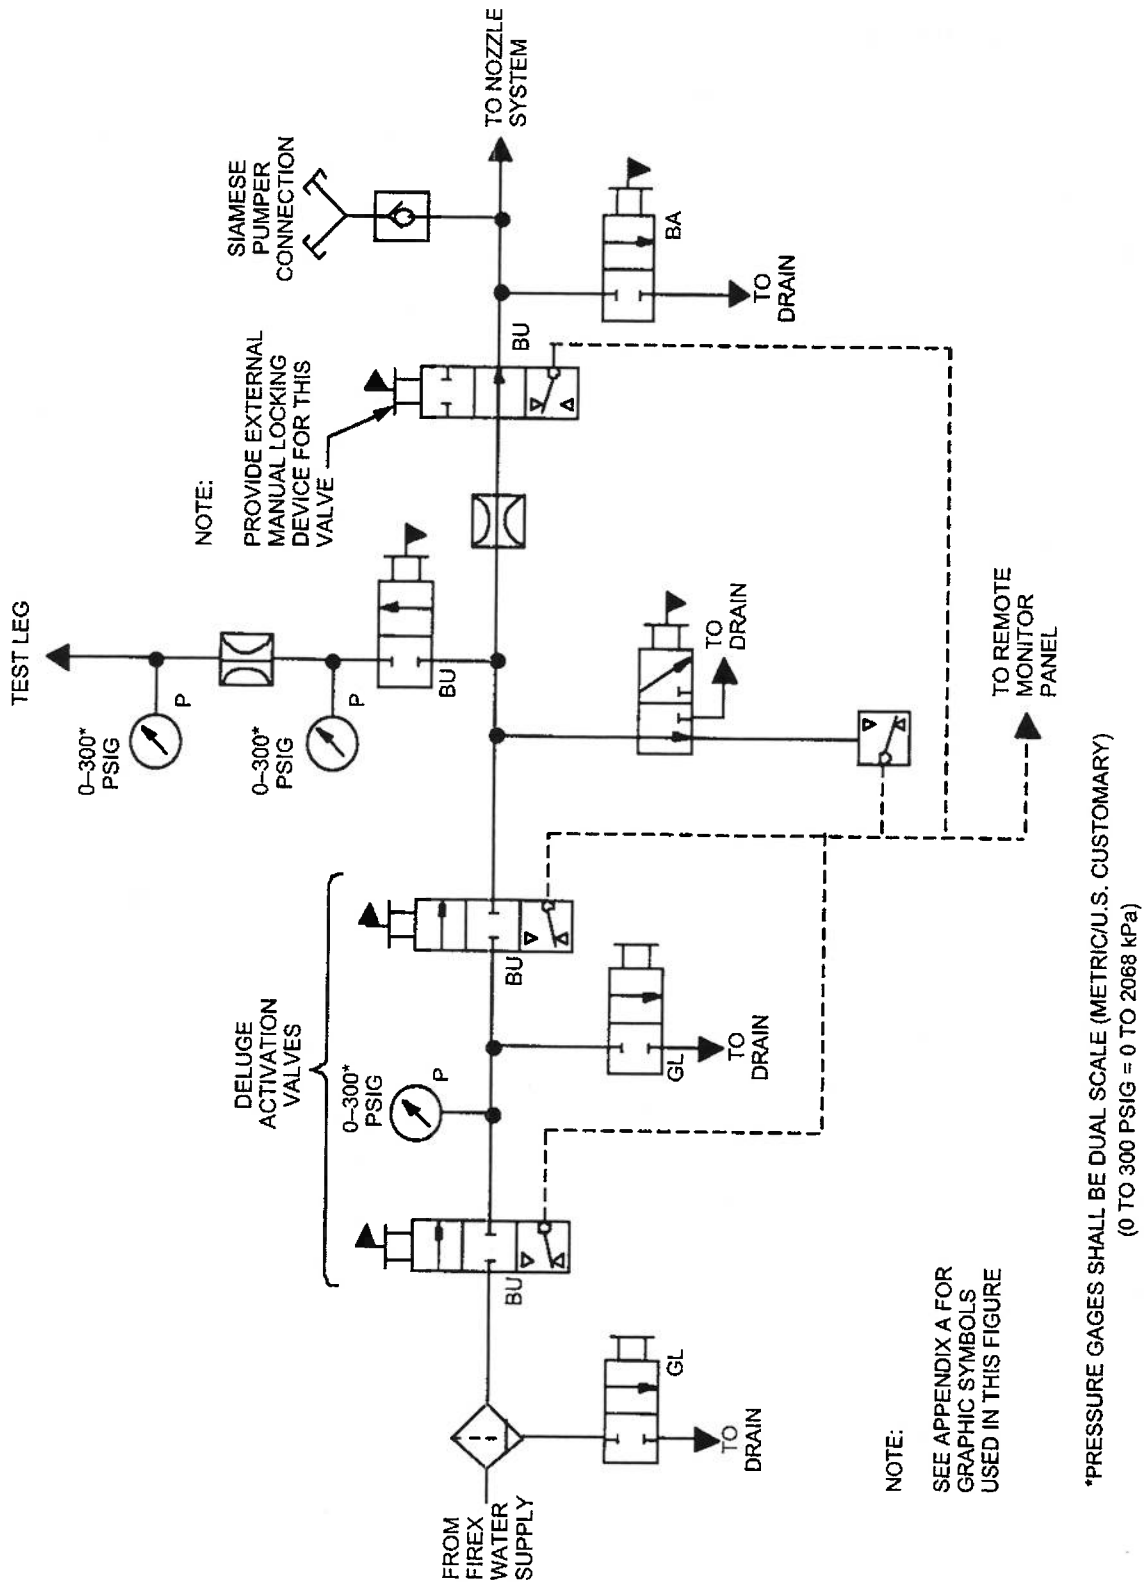 SIAMESE
PUMPER
CONNECTION
TO NOZZLE
SYSTEM
NOTE:
PROVIDE EXTERNAL
MANUAL LOCKING
DEVICE FOR THIS
VALVE
BU
BA
TO
DRAIN
TEST LEG
0–300*
PSIG
P
0–300*
PSIG
P
BU
TO
DRAIN
TO REMOTE
MONITOR
PANEL
DELUGE
ACTIVATION
VALVES
0–300*
PSIG
P
BU
GL
TO
DRAIN
BU
FROM
FIREX
WATER
SUPPLY
GL
TO
DRAIN
NOTE:
SEE APPENDIX A FOR
GRAPHIC SYMBOLS
USED IN THIS FIGURE
*PRESSURE GAGES SHALL BE DUAL SCALE (METRIC/U.S. CUSTOMARY)
(0 TO 300 PSIG = 0 TO 2068 kPa)